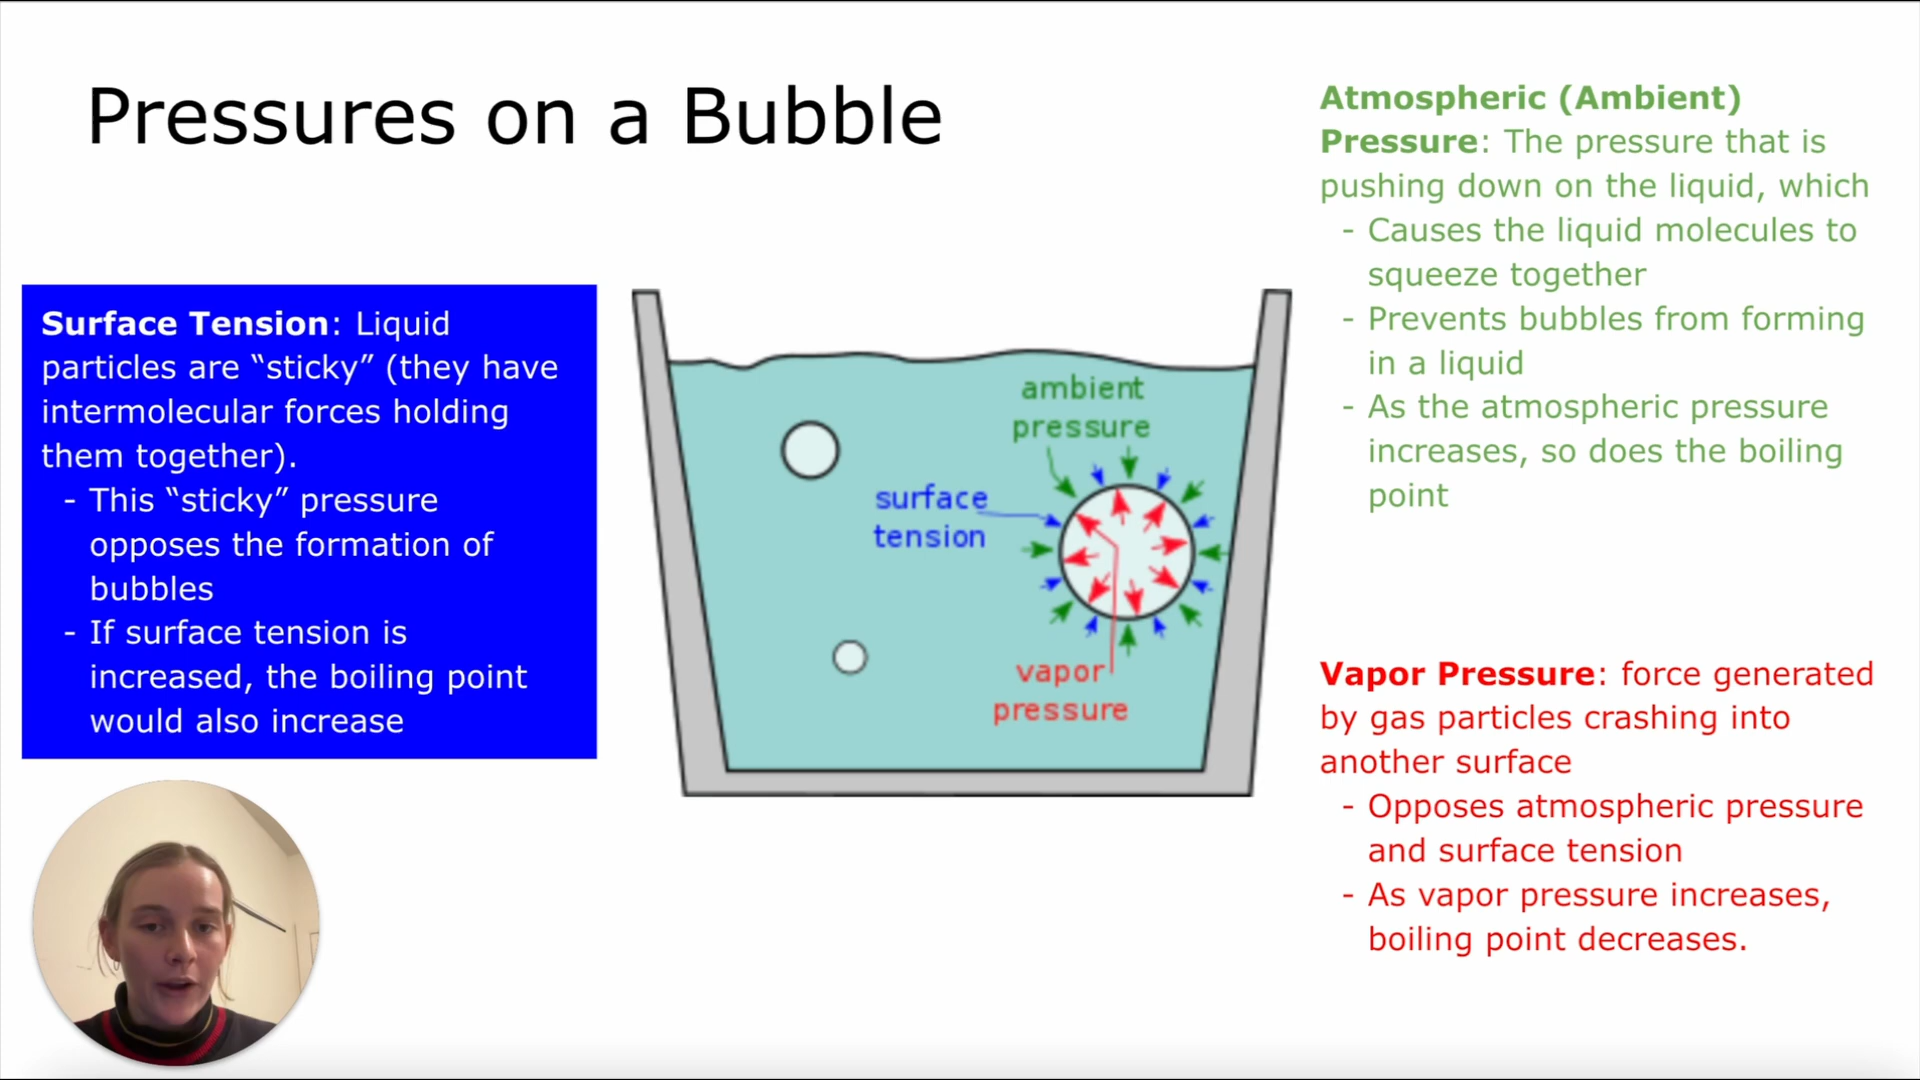 Pressures on a Bubble
Surface Tension: Liquid
particles are “sticky” (they have
intermolecular forces holding
them together).
- This “sticky” pressure
opposes the formation of
bubbles
- If surface tension is
increased, the boiling point
would also increase
ambient
pressure
surface
tension
vapor
pressure
Atmospheric (Ambient)
Pressure: The pressure that is
pushing down on the liquid, which
- Causes the liquid molecules to
squeeze together
- Prevents bubbles from forming
in a liquid
- As the atmospheric pressure
increases, so does the boiling
point
Vapor Pressure: force generated
by gas particles crashing into
another surface
- Opposes atmospheric pressure
and surface tension
- As vapor pressure increases,
boiling point decreases.